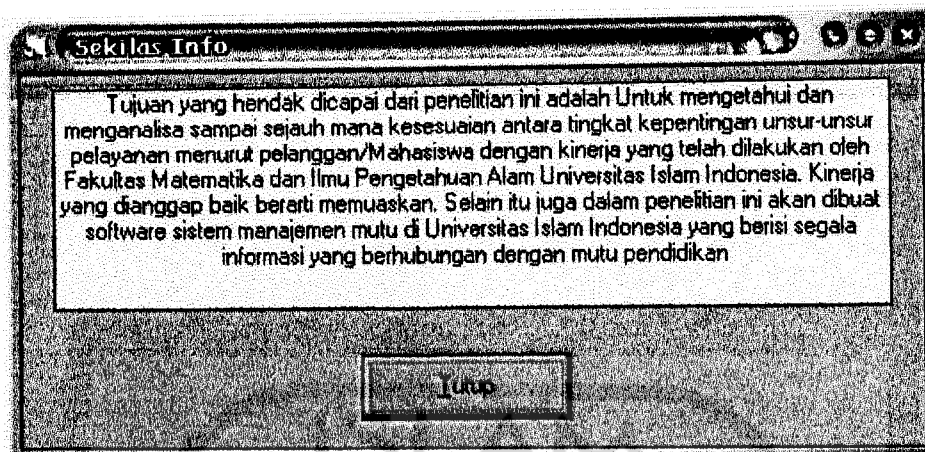 Sekilas Info
Tujuan yang hendak dicapai dari penelitian ini adalah Untuk mengetahui dan
menganalisa sampai sejauh mana kesesuaian antara tingkat kepentingan unsur-unsur
pelayanan menurut pelanggan/Mahasiswa dengan kinerja yang telah dilakukan oleh
Fakultas Matematika dan Ilmu Pengetahuan Alam Universitas Islam Indonesia. Kinerja
yang dianggap baik berarti memuaskan. Selain itu juga dalam penelitian ini akan dibuat
software sistem manajemen mutu di Universitas Islam Indonesia yang berisi segala
informasi yang berhubungan dengan mutu pendidikan
Tutup